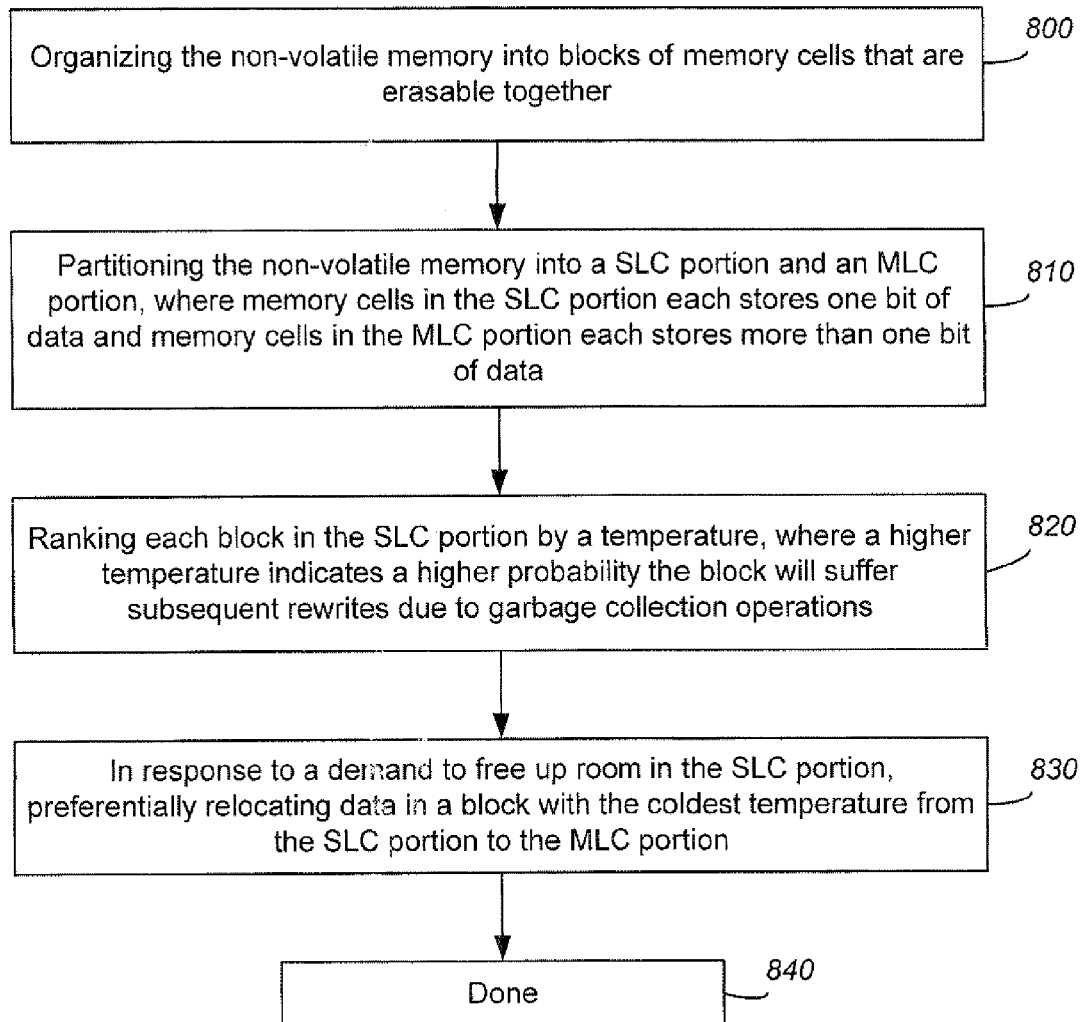 800
Organizing the non-volatile memory into blocks of memory cells that are
erasable together
810
Partitioning the non-volatile memory into a SLC portion and an MLC
portion, where memory cells in the SLC portion each stores one bit of
data and memory cells in the MLC portion each stores more than one bit
of data
820
Ranking each block in the SLC portion by a temperature, where a higher
temperature indicates a higher probability the block will suffer
subsequent rewrites due to garbage collection operations
830
In response to a demand to free up room in the SLC portion,
preferentially relocating data in a block with the coldest temperature from
the SLC portion to the MLC portion
840
Done